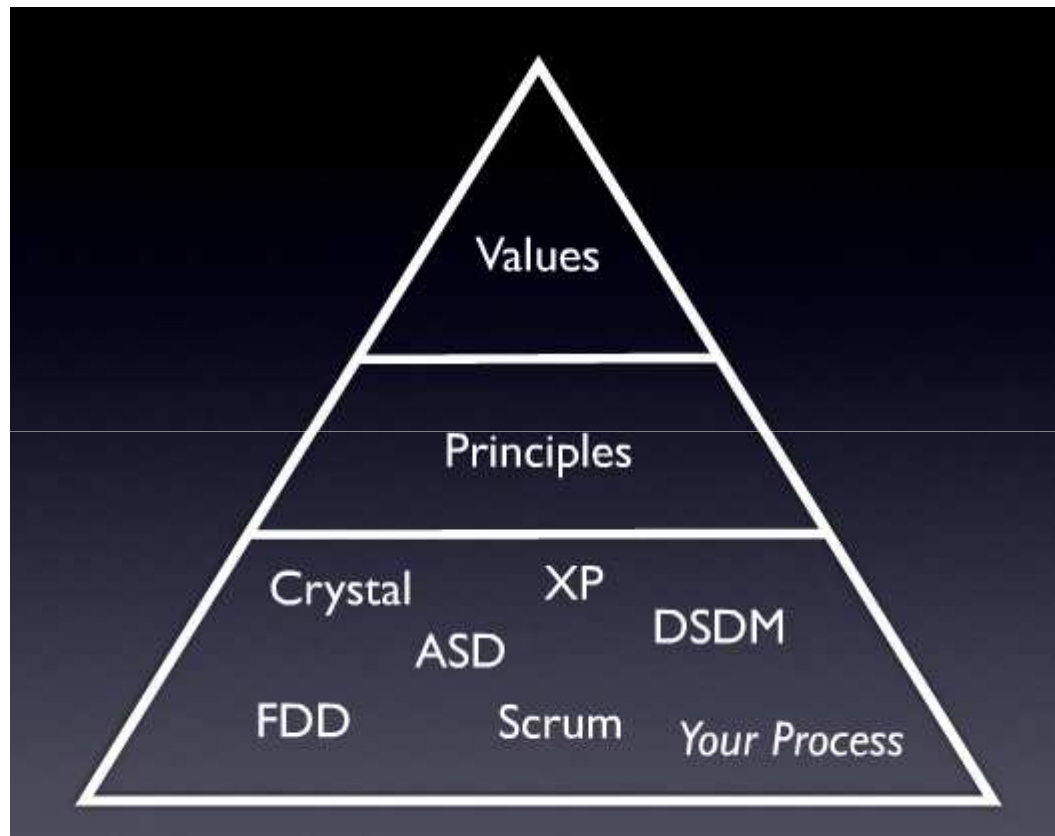 Values
Principles
Crystal
XP
DSDM
ASD
FDD
Scrum
Your Process